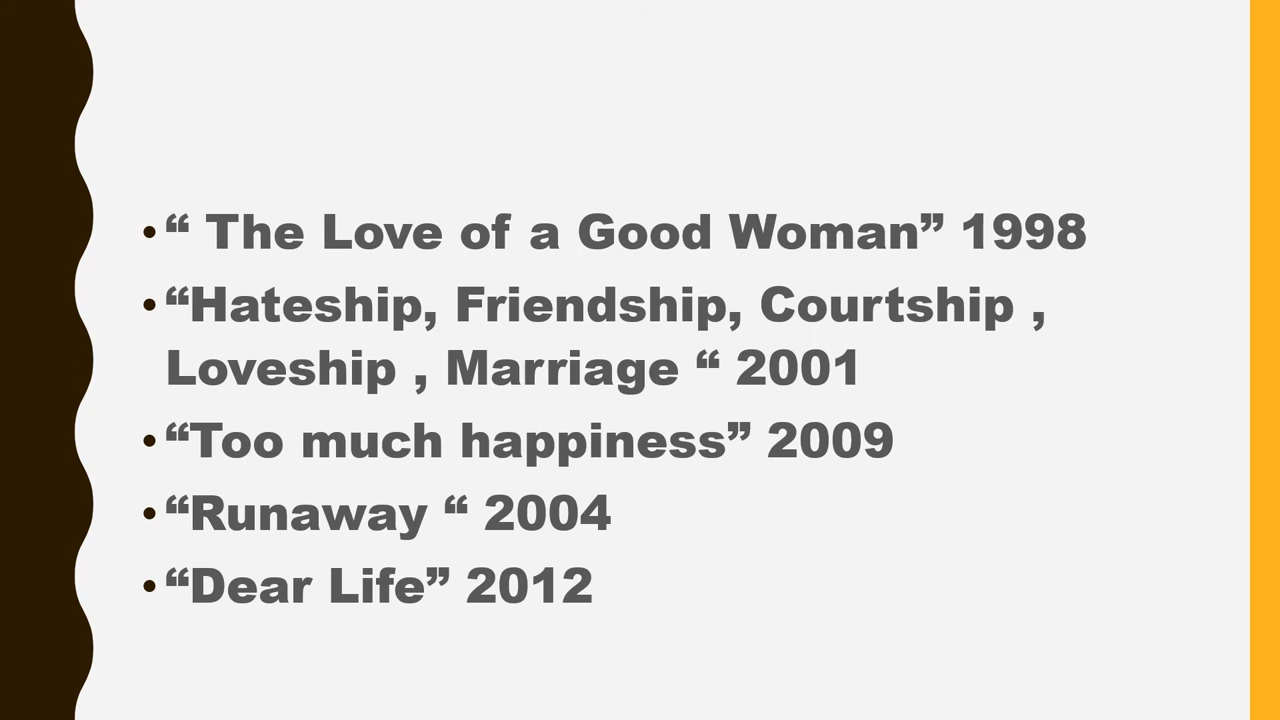 • “ The Love of a Good Woman” 1998
• “Hateship, Friendship, Courtship ,
Loveship , Marriage “ 2001
• “Too much happiness” 2009
• “Runaway “ 2004
• “Dear Life” 2012